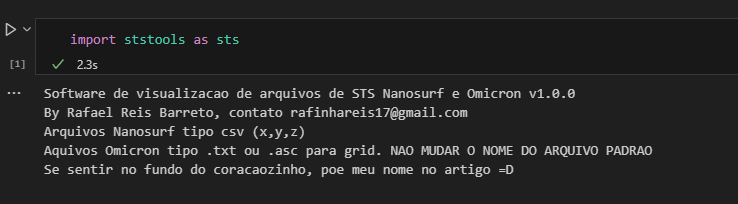 import ststools as sts
[1]
2.3s
...
Software de visualizacao de arquivos de STS Nanosurf e Omicron v1.0.0
By Rafael Reis Barreto, contato rafinhareis17@gmail.com
Arquivos Nanosurf tipo csv (x,y,z)
Aquivos Omicron tipo .txt ou .asc para grid. NAO MUDAR O NOME DO ARQUIVO PADRAO
Se sentir no fundo do coracaozinho, poe meu nome no artigo =D